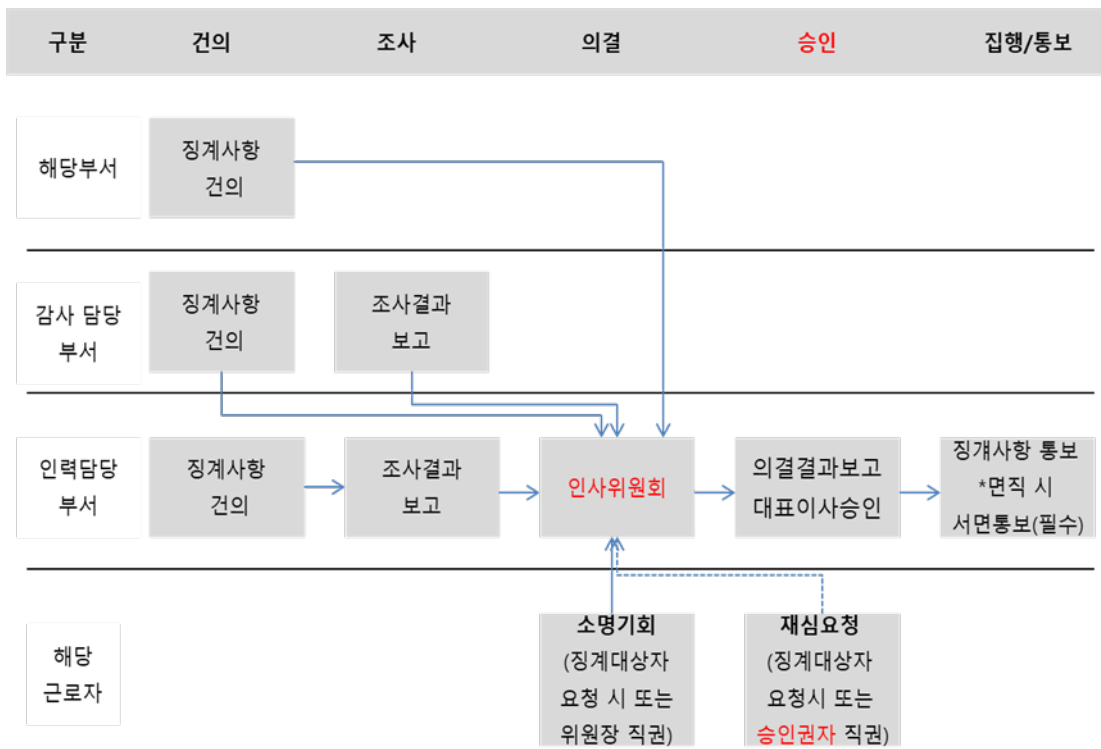 구분 건의 조사 의결 승인 집행/통보
해당부서
징계사항
건의
감사 담당
부서
징계사항
건의
조사결과
보고
인력담당
부서
징계사항
건의
조사결과
보고
인사위원회
의결결과보고
대표이사승인
징걔사항 통보
*면직 시
서면통보(필수)
해당
근로자
소명기회
(징계대상자
요청 시 또는
위원장 직권)
재심요청
(징계대상자
요청시 또는
승인권자 직권)